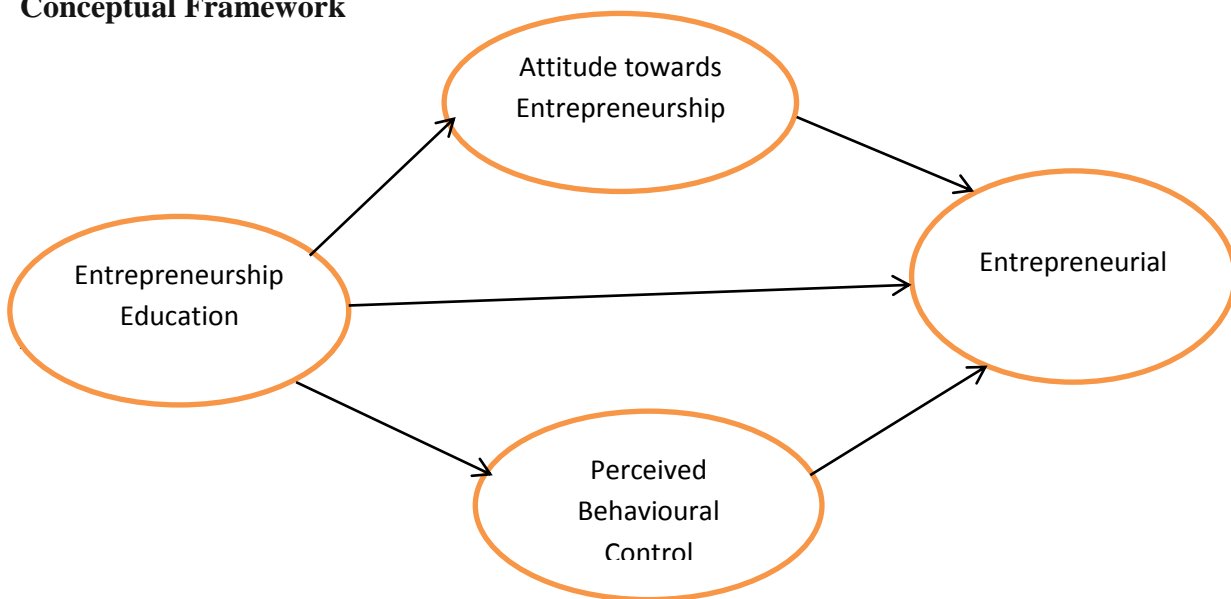 Conceptual Framework
Attitude towards
Entrepreneurship
Entrepreneurship
Education
Entrepreneurial
Perceived
Behavioural
Control